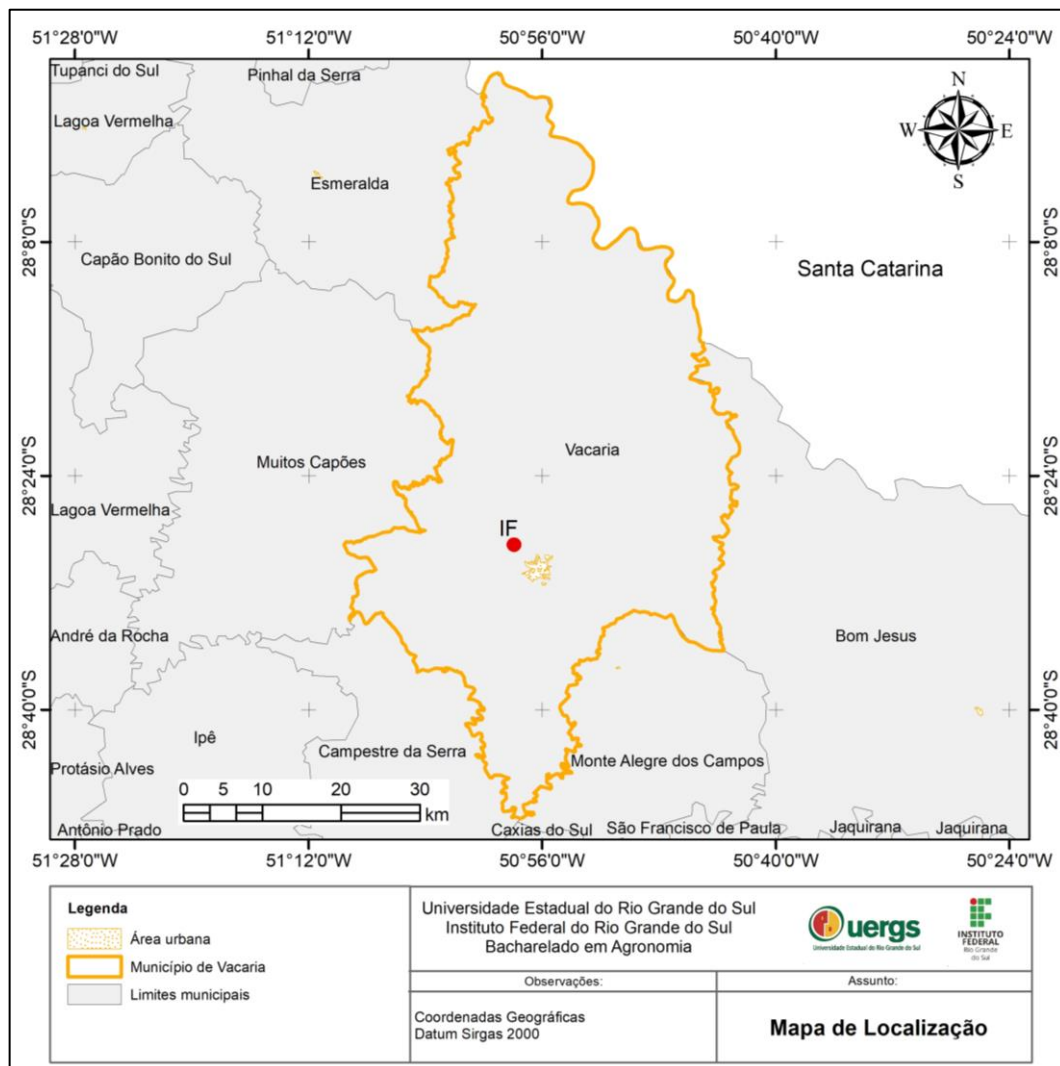 51°28'0"W 51°12'0"W 50°56'0"W 50°40'0"W 50°24'0"W
Tupanci do Sul
Pinhal da Serra
N
Lagoa Vermelha
W E
S
Esmeralda
28°8'0"S
28°8'0"S
Capão Bonito do Sul
Santa Catarina
Vacaria
Muitos Capões
28°24'0"S
28°24'0"S
Lagoa Vermelha
IF
André da Rocha
Bom Jesus
28°40'0"S
28°40'0"S
Ipê
Campestre da Serra
Monte Alegre dos Campos
Protásio Alves
0 5 10 20 30
km
Antônio Prado
Caxias do Sul
São Francisco de Paula
Jaquirana
Jaquirana
51°28'0"W 51°12'0"W 50°56'0"W 50°40'0"W 50°24'0"W
Legenda
Área urbana
Município de Vacaria
Limites municipais
Universidade Estadual do Rio Grande do Sul
Instituto Federal do Rio Grande do Sul
Bacharelado em Agronomia
uergs
Universidade Estadual do Rio Grande do Sul
INSTITUTO
FEDERAL
Rio Grande
do Sul
Observações:
Assunto:
Coordenadas Geográficas
Datum Sirgas 2000
Mapa de Localização